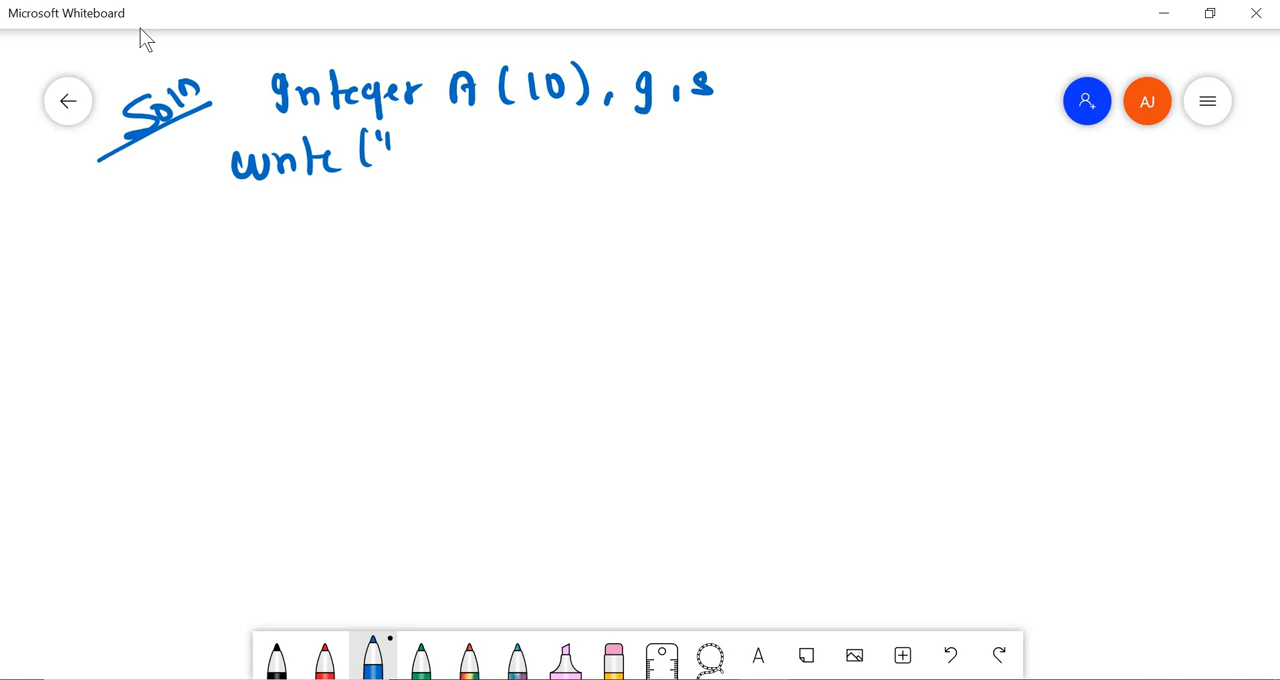 Microsoft Whiteboard
AJ
Soln Integer A (10), g, s
write ("
A